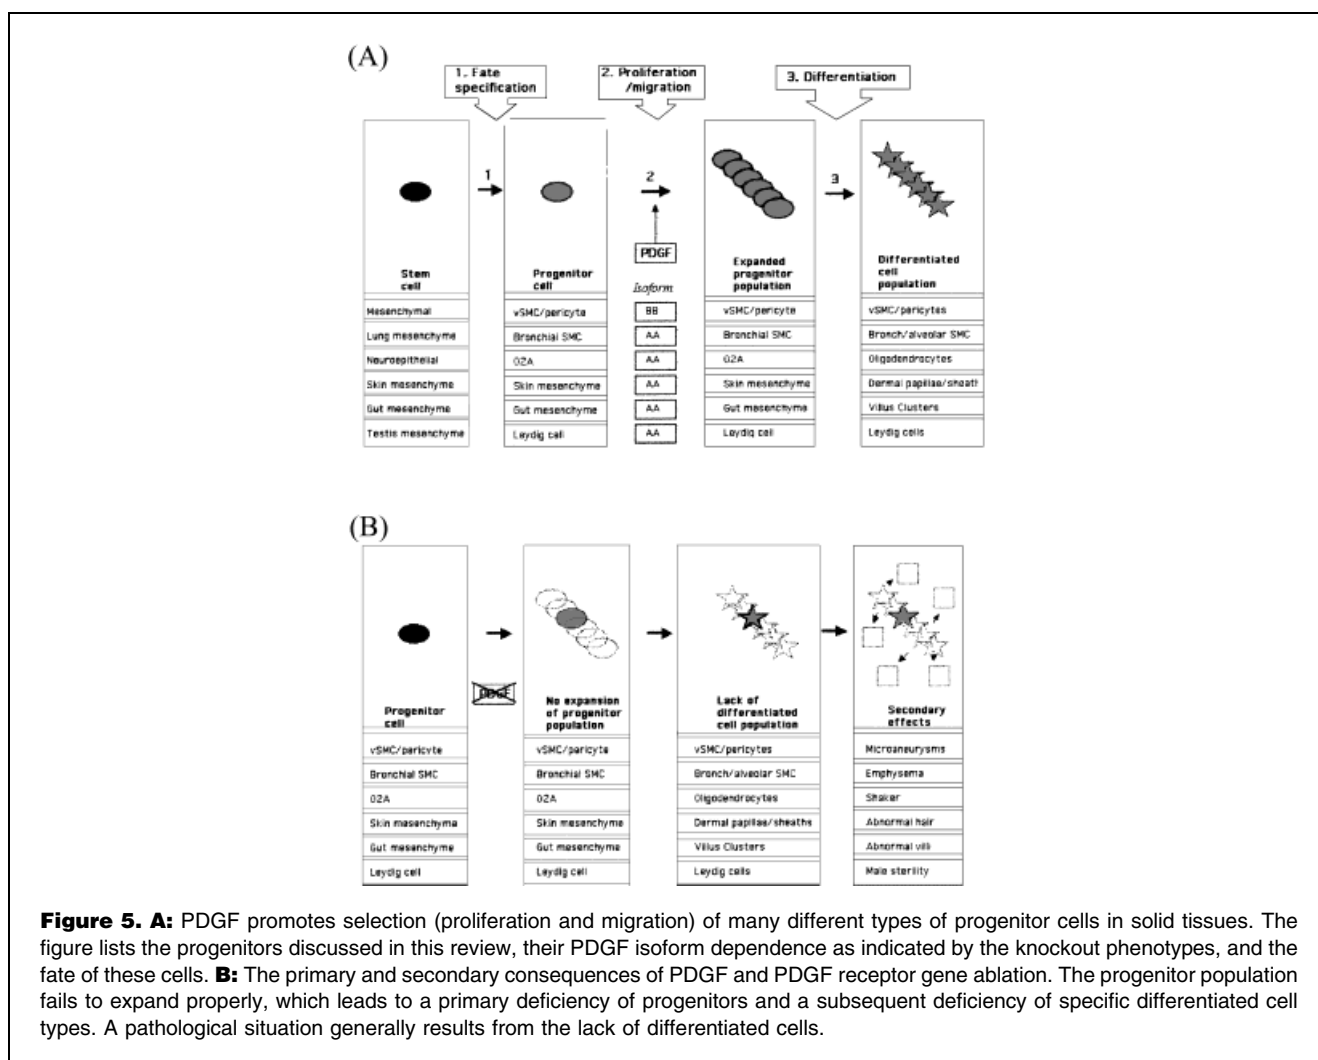 (A)
1. Fate
specification
2. Proliferation
/migration
3. Differentiation
1
2
3
PDGF
Stem
cell
Progenitor
cell
Isoform
Expanded
progenitor
population
Differentiated
cell
population
Mesenchymal
vSMC/pericyte
BB
vSMC/pericyte
vSMC/pericytes
Lung mesenchyme
Bronchial SMC
AA
Bronchial SMC
Bronch/alveolar SMC
Neuroepithelial
O2A
AA
O2A
Oligodendrocytes
Skin mesenchyme
Skin mesenchyme
AA
Skin mesenchyme
Dermal papillae/sheath
Gut mesenchyme
Gut mesenchyme
AA
Gut mesenchyme
Villus Clusters
Testis mesenchyme
Leydig cell
AA
Leydig cell
Leydig cells
(B)
PDGF
Progenitor
cell
No expansion
of progenitor
population
Lack of
differentiated
cell population
Secondary
effects
vSMC/pericyte
vSMC/pericyte
vSMC/pericytes
Microaneurysms
Bronchial SMC
Bronchial SMC
Bronch/alveolar SMC
Emphysema
O2A
O2A
Oligodendrocytes
Shaker
Skin mesenchyme
Skin mesenchyme
Dermal papillae/sheaths
Abnormal hair
Gut mesenchyme
Gut mesenchyme
Villus Clusters
Abnormal villi
Leydig cell
Leydig cell
Leydig cells
Male sterility
Figure 5. A: PDGF promotes selection (proliferation and migration) of many different types of progenitor cells in solid tissues. The
figure lists the progenitors discussed in this review, their PDGF isoform dependence as indicated by the knockout phenotypes, and the
fate of these cells. B: The primary and secondary consequences of PDGF and PDGF receptor gene ablation. The progenitor population
fails to expand properly, which leads to a primary deficiency of progenitors and a subsequent deficiency of specific differentiated cell
types. A pathological situation generally results from the lack of differentiated cells.